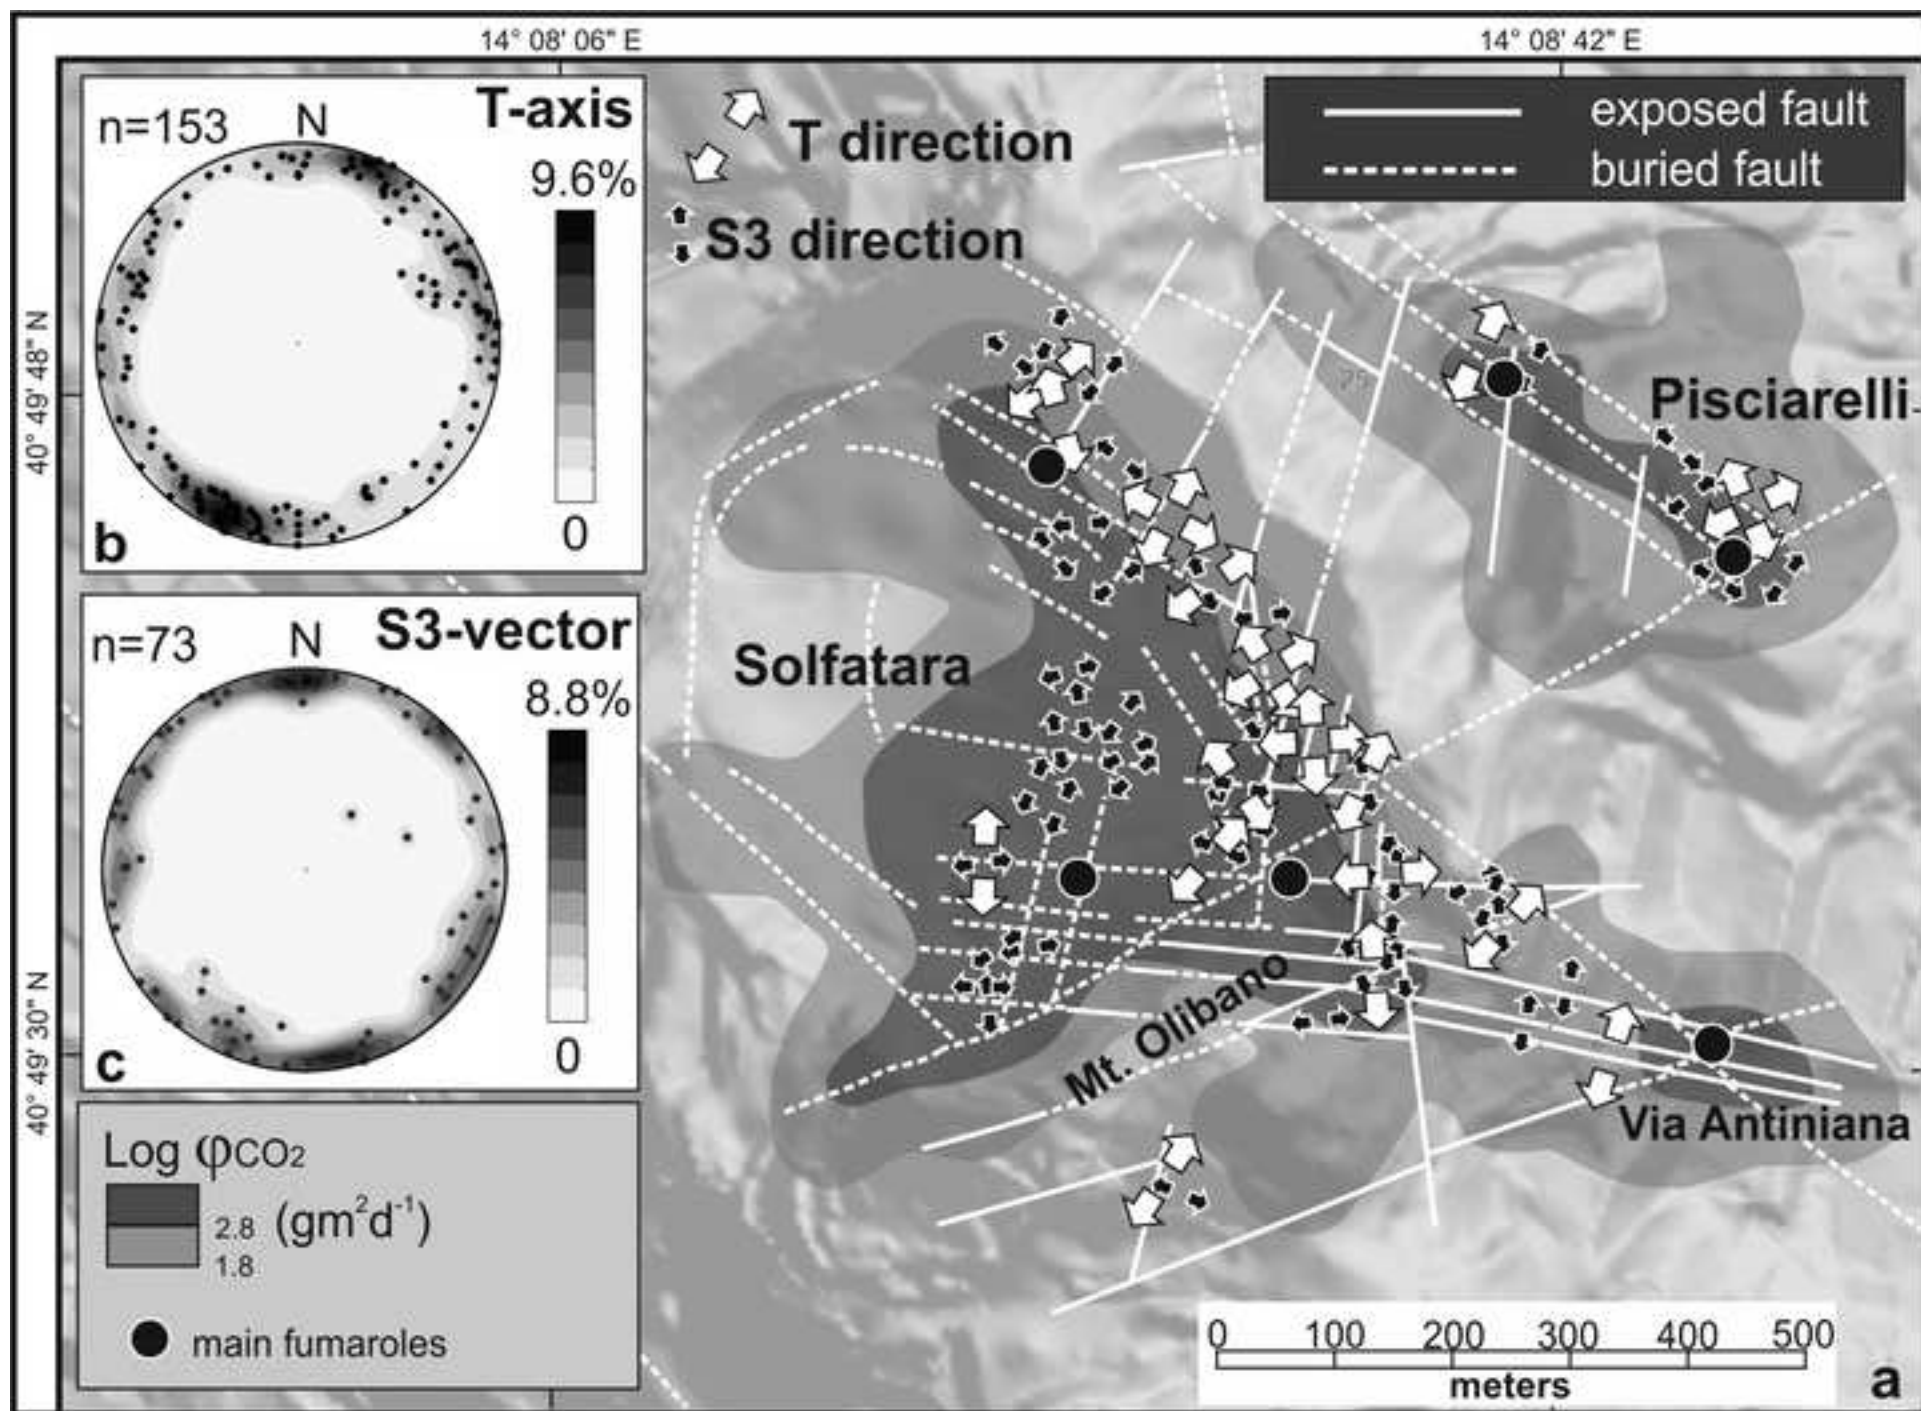 14° 08' 06" E
14° 08' 42" E
40° 49' 48" N
40° 49' 30" N
n=153
N
T-axis
9.6%
0
b
n=73
N
S3-vector
8.8%
0
c
Log φCO2
2.8
(gm2d-1)
1.8
main fumaroles
T direction
S3 direction
exposed fault
buried fault
Pisciarelli
Solfatara
Mt. Olibano
Via Antiniana
0 100 200 300 400 500
meters
a